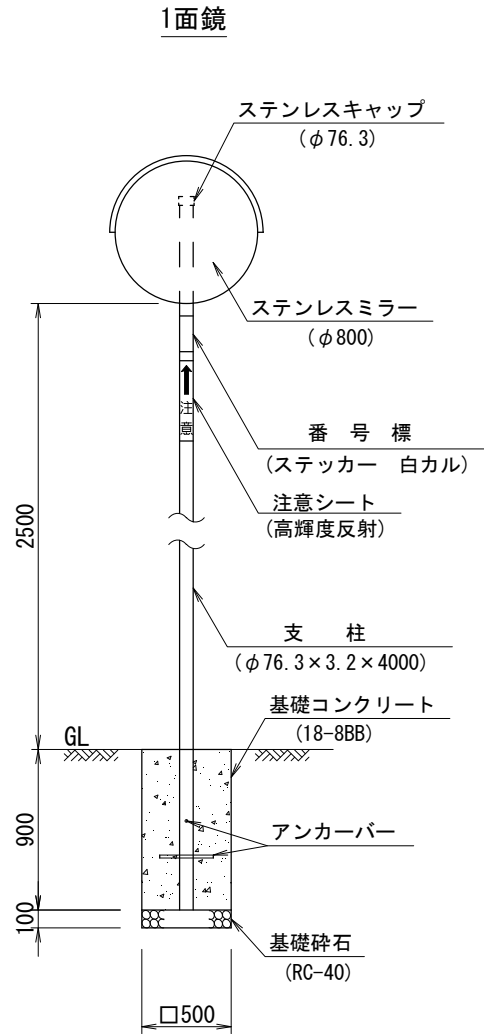 1面鏡
ステンレスキャップ
(φ76.3)
ステンレスミラー
(φ800)
番 号 標
(ステッカー 白カル)
注意
注意シート
(高輝度反射)
2500
支 柱
(φ76.3×3.2×4000)
基礎コンクリート
(18-8BB)
GL
900
アンカーバー
100
基礎砕石
(RC-40)
□500